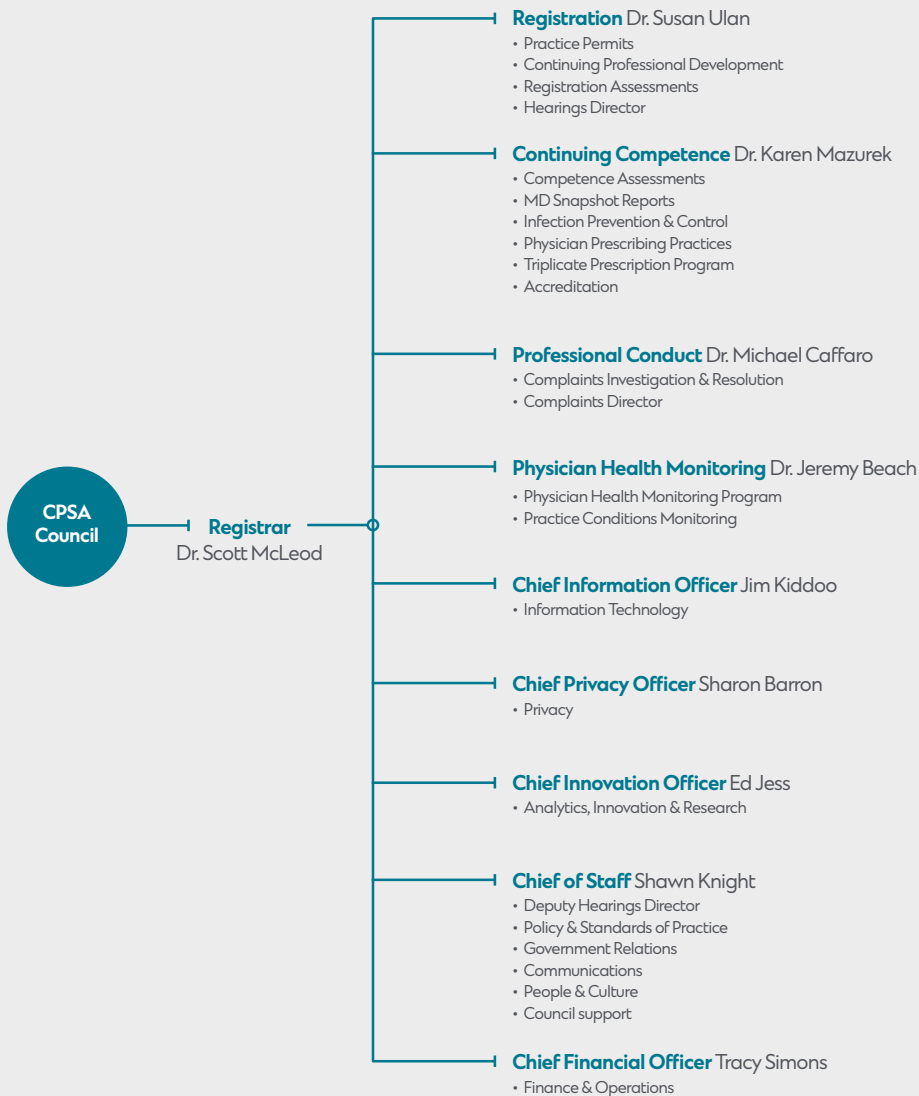 CPSA
Council
Registrar
Dr. Scott McLeod
Registration Dr. Susan Ulan
• Practice Permits
• Continuing Professional Development
• Registration Assessments
• Hearings Director
Continuing Competence Dr. Karen Mazurek
• Competence Assessments
• MD Snapshot Reports
• Infection Prevention & Control
• Physician Prescribing Practices
• Triplicate Prescription Program
• Accreditation
Professional Conduct Dr. Michael Caffaro
• Complaints Investigation & Resolution
• Complaints Director
Physician Health Monitoring Dr. Jeremy Beach
• Physician Health Monitoring Program
• Practice Conditions Monitoring
Chief Information Officer Jim Kiddoo
• Information Technology
Chief Privacy Officer Sharon Barron
• Privacy
Chief Innovation Officer Ed Jess
• Analytics, Innovation & Research
Chief of Staff Shawn Knight
• Deputy Hearings Director
• Policy & Standards of Practice
• Government Relations
• Communications
• People & Culture
• Council support
Chief Financial Officer Tracy Simons
• Finance & Operations